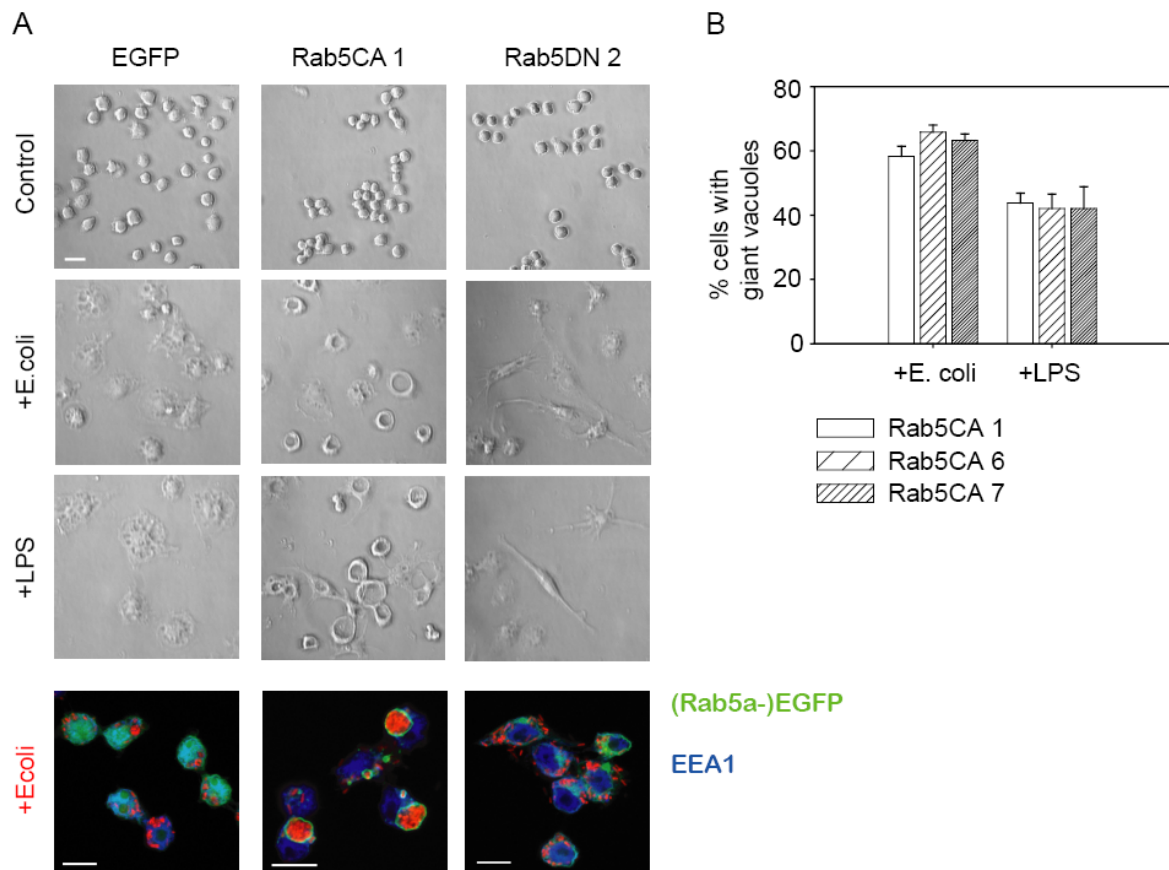 A
B
EGFP
Rab5CA 1
Rab5DN 2
Control
+E.coli
+LPS
+Ecoli
(Rab5a-)EGFP
EEA1
% cells with
giant vacuoles
80
60
40
20
0
+E. coli
+LPS
Rab5CA 1
Rab5CA 6
Rab5CA 7